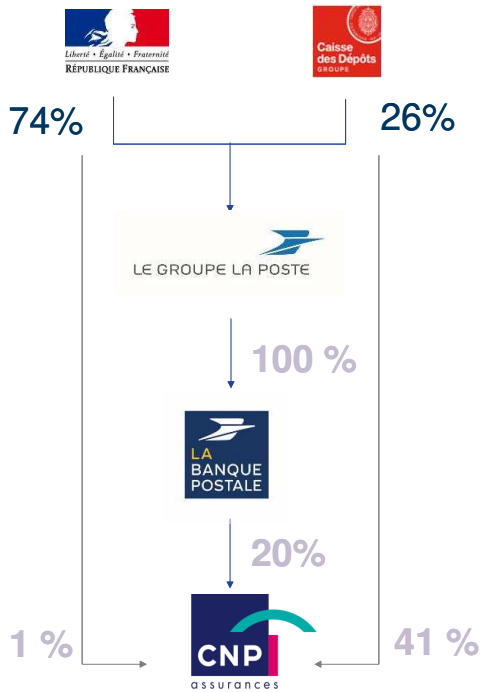 Liberté • Égalité • Fraternité
RÉPUBLIQUE FRANÇAISE
Caisse
des Dépôts
GROUPE
74%
26%
LE GROUPE LA POSTE
100 %
LA
BANQUE
POSTALE
20%
1 %
41 %
CNP
assurances